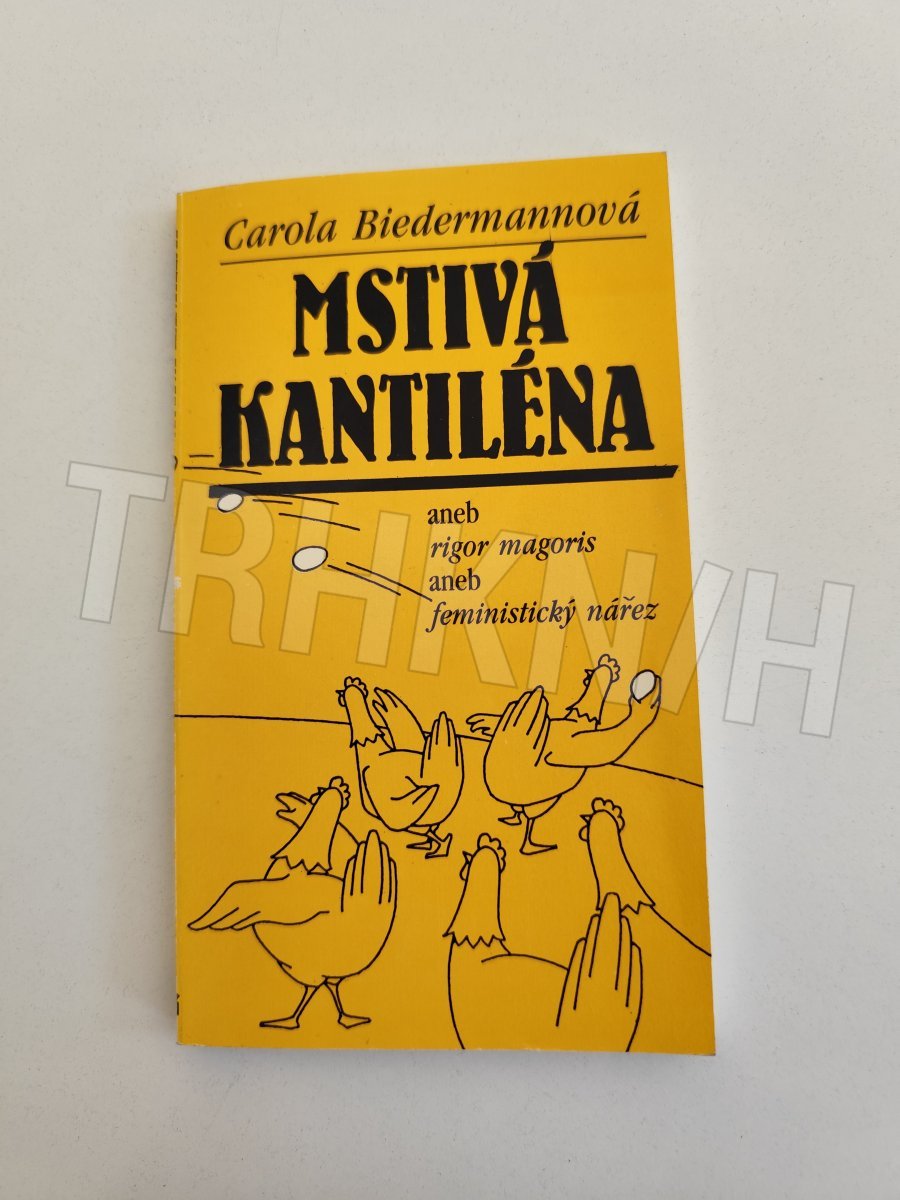 Carola Biedermannová
MSTIVÁ
KANTILÉNA
aneb
rigor magoris
aneb
feministický nářez
TRHKNIH